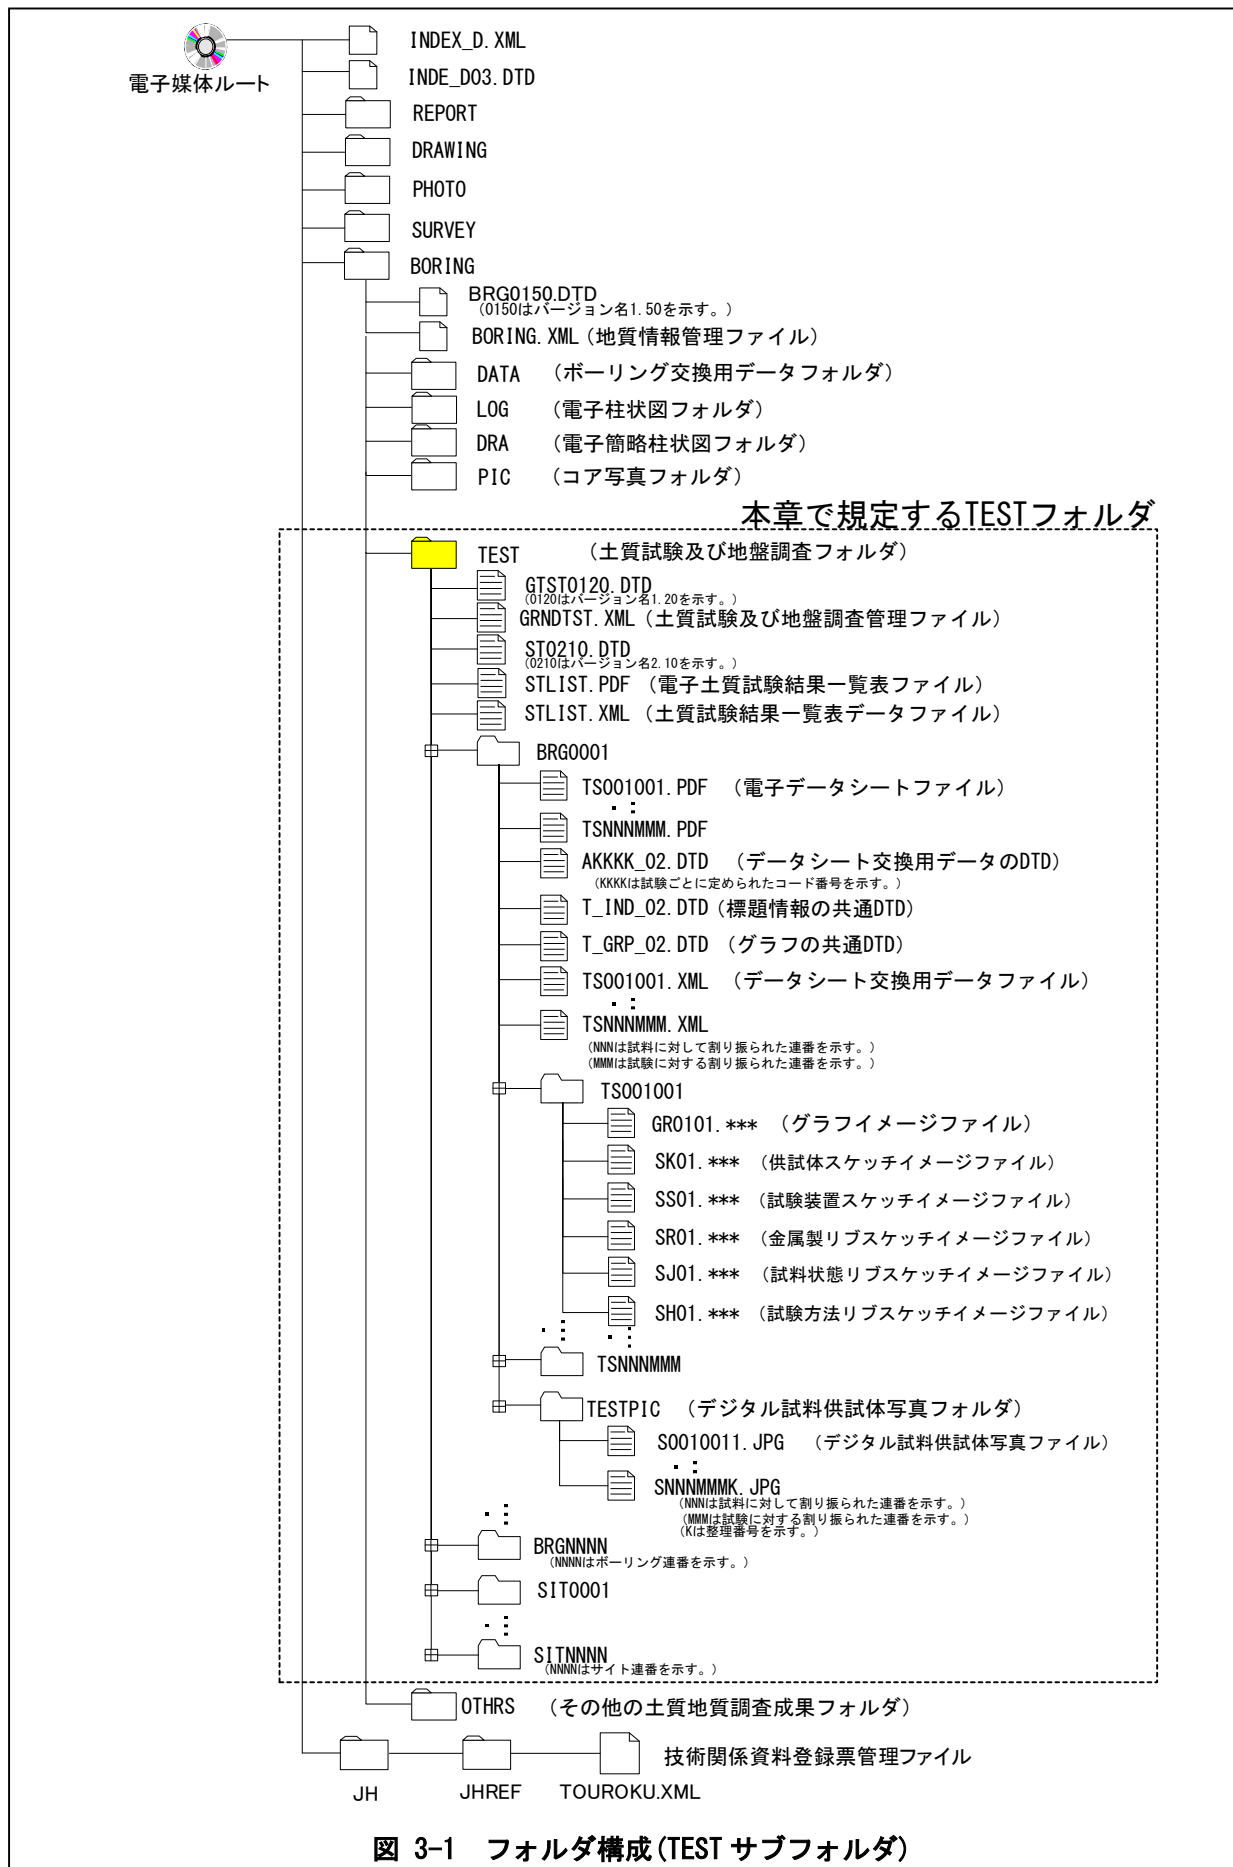 INDEX_D.XML
電子媒体ルート
INDE_D03.DTD
REPORT
DRAWING
PHOTO
SURVEY
BORING
BRG0150.DTD
(0150はバージョン名1.50を示す。)
BORING.XML(地質情報管理ファイル)
DATA (ボーリング交換用データフォルダ)
LOG (電子柱状図フォルダ)
DRA (電子簡略柱状図フォルダ)
PIC (コア写真フォルダ)
本章で規定するTESTフォルダ
TEST (土質試験及び地盤調査フォルダ)
GTST0120.DTD
(0120はバージョン名1.20を示す。)
GRNDTST.XML(土質試験及び地盤調査管理ファイル)
ST0210.DTD
(0210はバージョン名2.10を示す。)
STLIST.PDF (電子土質試験結果一覧表ファイル)
STLIST.XML (土質試験結果一覧表データファイル)
BRG0001
TS001001.PDF (電子データシートファイル)
TSNNNMMM.PDF
AKKKK_02.DTD (データシート交換用データのDTD)
(KKKKは試験ごとに定められたコード番号を示す。)
T_IND_02.DTD(標題情報の共通DTD)
T_GRP_02.DTD (グラフの共通DTD)
TS001001.XML (データシート交換用データファイル)
TSNNNMMM.XML
(NNNは試料に対して割り振られた連番を示す。)
(MMMは試験に対する割り振られた連番を示す。)
TS001001
GR0101.*** (グラフイメージファイル)
SK01.*** (供試体スケッチイメージファイル)
SS01.*** (試験装置スケッチイメージファイル)
SR01.*** (金属製リブスケッチイメージファイル)
SJ01.*** (試料状態リブスケッチイメージファイル)
SH01.*** (試験方法リブスケッチイメージファイル)
TSNNNMMM
TESTPIC (デジタル試料供試体写真フォルダ)
S0010011.JPG (デジタル試料供試体写真ファイル)
SNNNMMMK.JPG
(NNNは試料に対して割り振られた連番を示す。)
(MMMは試験に対する割り振られた連番を示す。)
(Kは整理番号を示す。)
BRGNNNN
(NNNNはボーリング連番を示す。)
SIT0001
SITNNNN
(NNNNはサイト連番を示す。)
OTHRS (その他の土質地質調査成果フォルダ)
技術関係資料登録票管理ファイル
JH JHREF TOUROKU.XML
図 3-1 フォルダ構成(TEST サブフォルダ)